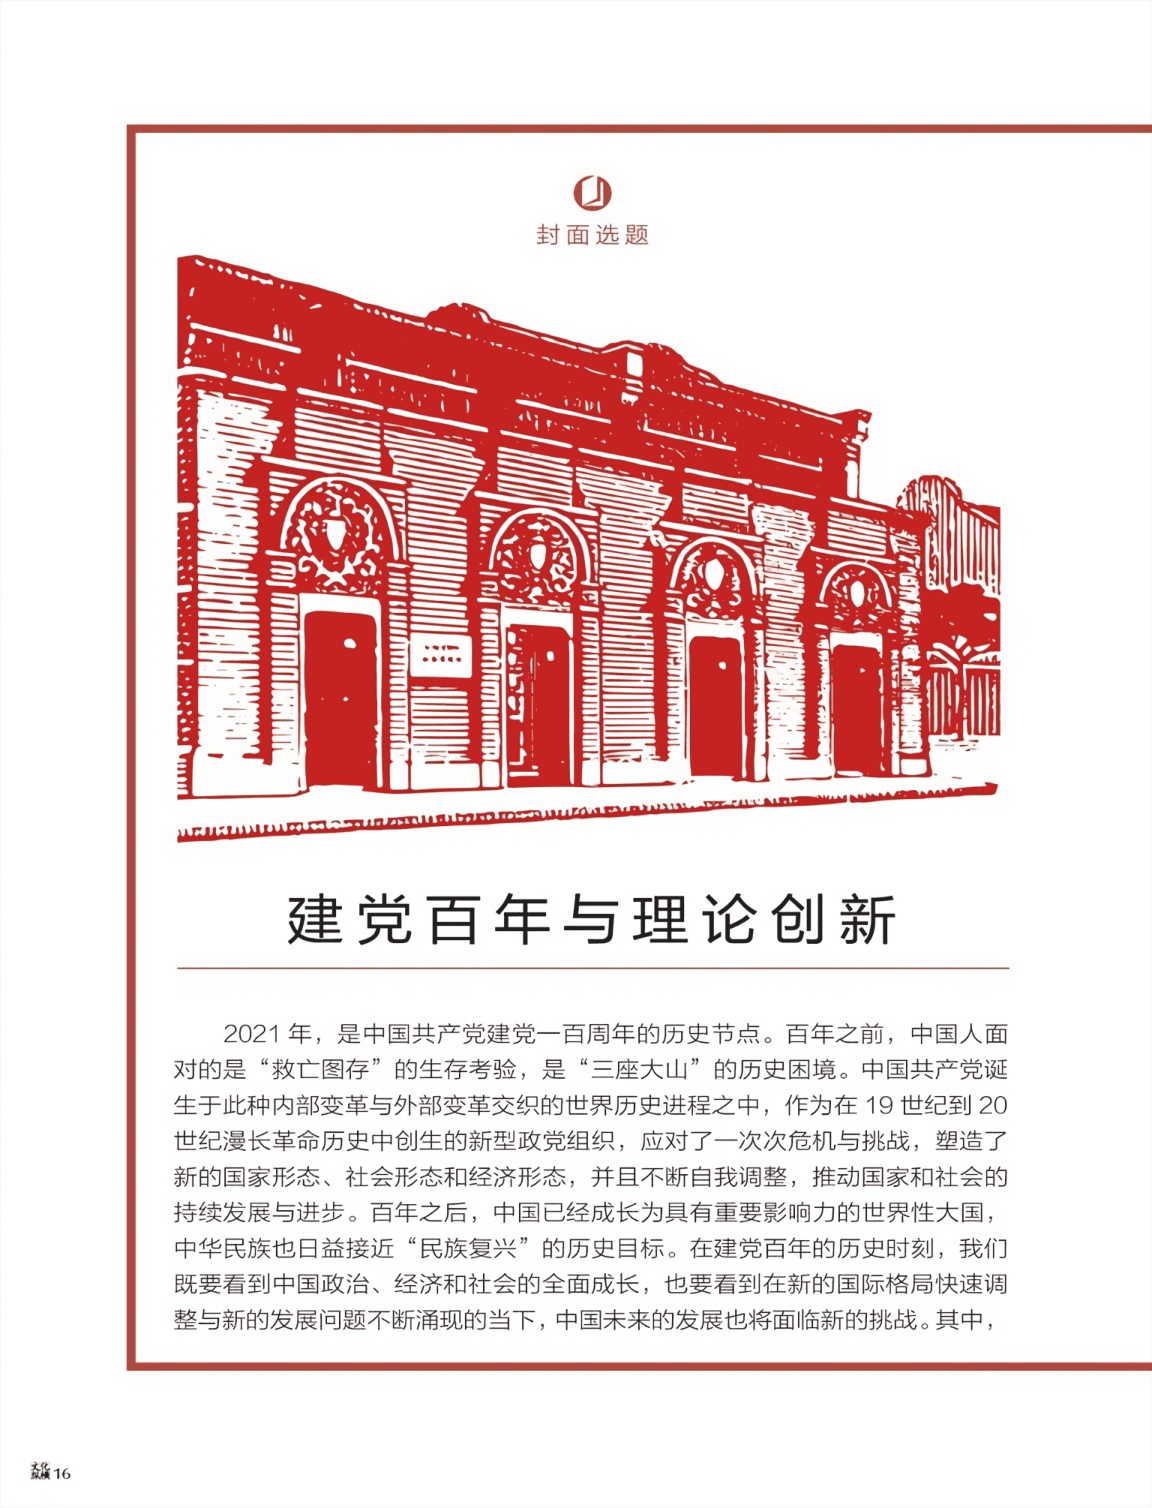 封面选题
建党百年与理论创新
2021年，是中国共产党建党一百周年的历史节点。百年之前，中国人面
对的是“救亡图存”的生存考验，是“三座大山”的历史困境。中国共产党诞
生于此种内部变革与外部变革交织的世界历史进程之中，作为在19世纪到20
世纪漫长革命历史中创生的新型政党组织，应对了一次次危机与挑战，塑造了
新的国家形态、社会形态和经济形态，并且不断自我调整，推动国家和社会的
持续发展与进步。百年之后，中国已经成长为具有重要影响力的世界性大国，
中华民族也日益接近“民族复兴”的历史目标。在建党百年的历史时刻，我们
既要看到中国政治、经济和社会的全面成长，也要看到在新的国际格局快速调
整与新的发展问题不断涌现的当下，中国未来的发展也将面临新的挑战。其中，
文化
纵横 16